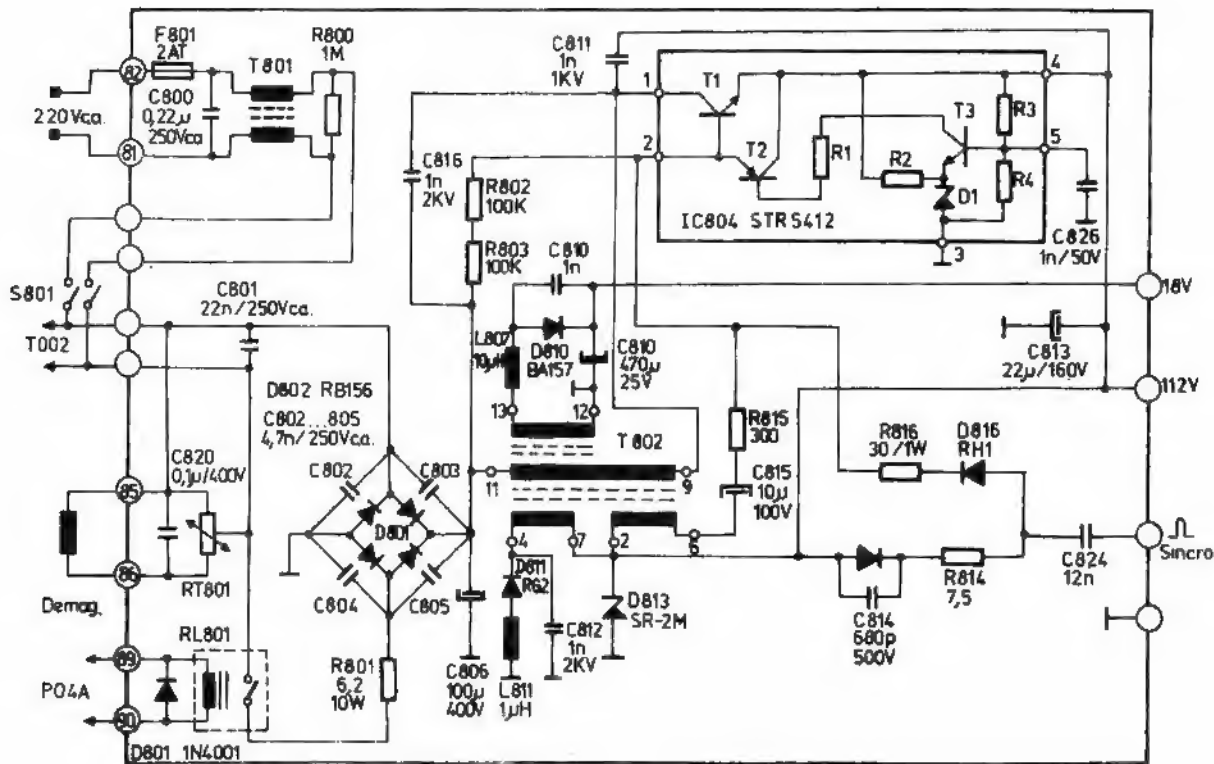 F801
2AT
82
T801
R800
1M
220Vca.
C800
0,22µ
250Vca
81
C811
1n
1KV
1
T1
4
2
T2
R1
T3
R3
5
R2
D1
R4
IC804 STR5412
3
C826
1n/50V
C816
1n
2KV
R802
100K
R803
100K
S801
T002
C801
22n/250Vca.
C810
1n
18V
L807
10µH
D810
BA157
C810
470µ
25V
C813
22µ/160V
112V
D802 RB156
C802...805
4,7n/250Vca.
13
12
T802
R815
300
R816
30/1W
D816
RH1
C820
0,1µ/400V
C802
C803
11
9
C815
10µ
100V
85
D801
4
7
2
6
Sincro
86
RT801
C804
C805
D811
RG2
D813
SR-2M
R814
7,5
C824
12n
Demag.
C812
1n
2KV
C814
680p
500V
RL801
89
P04A
90
R801
6,2
10W
C806
100µ
400V
L811
1µH
D801 1N4001